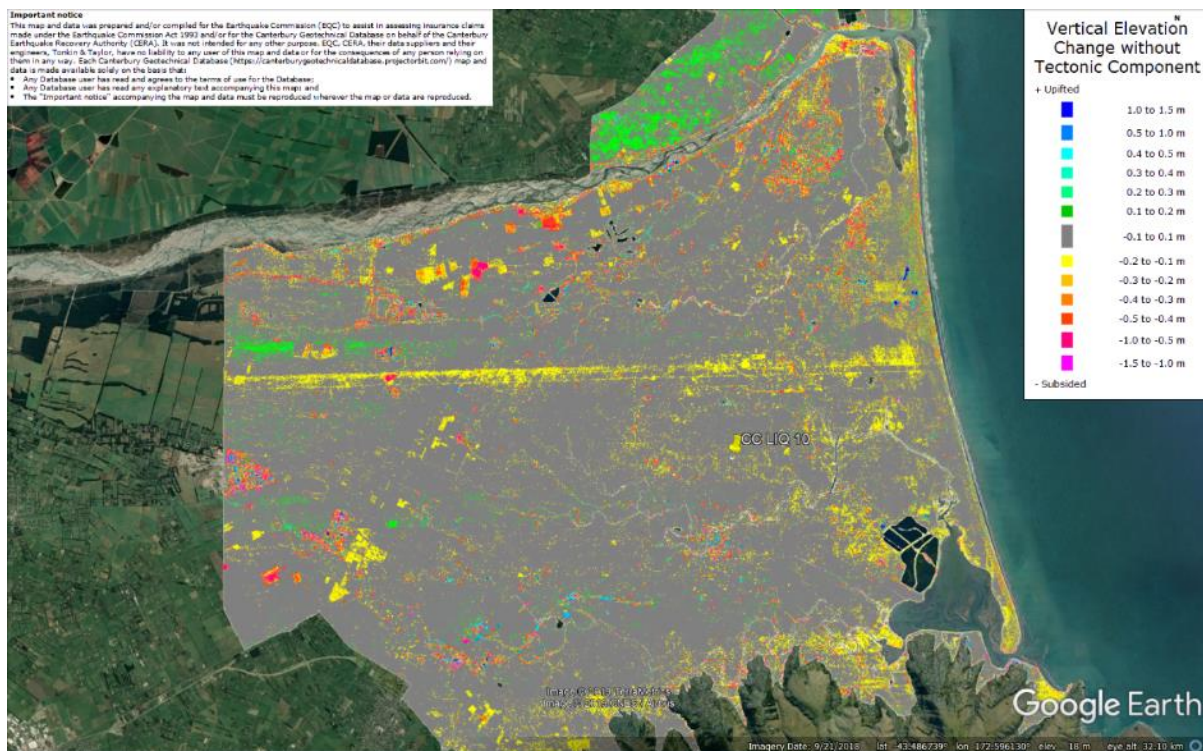 Important notice
This map and data was prepared and/or compiled for the Earthquake Commission (EQC) to assist in assessing insurance claims
made under the Earthquake Commission Act 1993 and/or for the Canterbury Geotechnical Database on behalf of the Canterbury
Earthquake Recovery Authority (CERA). It was not intended for any other purpose. EQC, CERA, their data suppliers and their
engineers, Tonkin & Taylor, have no liability to any user of this map and data or for the consequences of any person relying on
them in any way. Each Canterbury Geotechnical Database (https://canterburygeotechnicaldatabase.projectorbit.com/) map and
data is made available solely on the basis that:
• Any Database user has read and agrees to the terms of use for the Database;
• Any Database user has read any explanatory text accompanying this map; and
• The "Important notice" accompanying the map and data must be reproduced wherever the map or data are reproduced.
N
Vertical Elevation
Change without
Tectonic Component
+ Uplifted
1.0 to 1.5 m
0.5 to 1.0 m
0.4 to 0.5 m
0.3 to 0.4 m
0.2 to 0.3 m
0.1 to 0.2 m
-0.1 to 0.1 m
-0.2 to -0.1 m
-0.3 to -0.2 m
-0.4 to -0.3 m
-0.5 to -0.4 m
-1.0 to -0.5 m
-1.5 to -1.0 m
- Subsided
CC LIQ 10
Google Earth
Imagery Date: 9/21/2018 lat -43.486739° lon 172.596130° elev 18 m eye alt 32.10 km